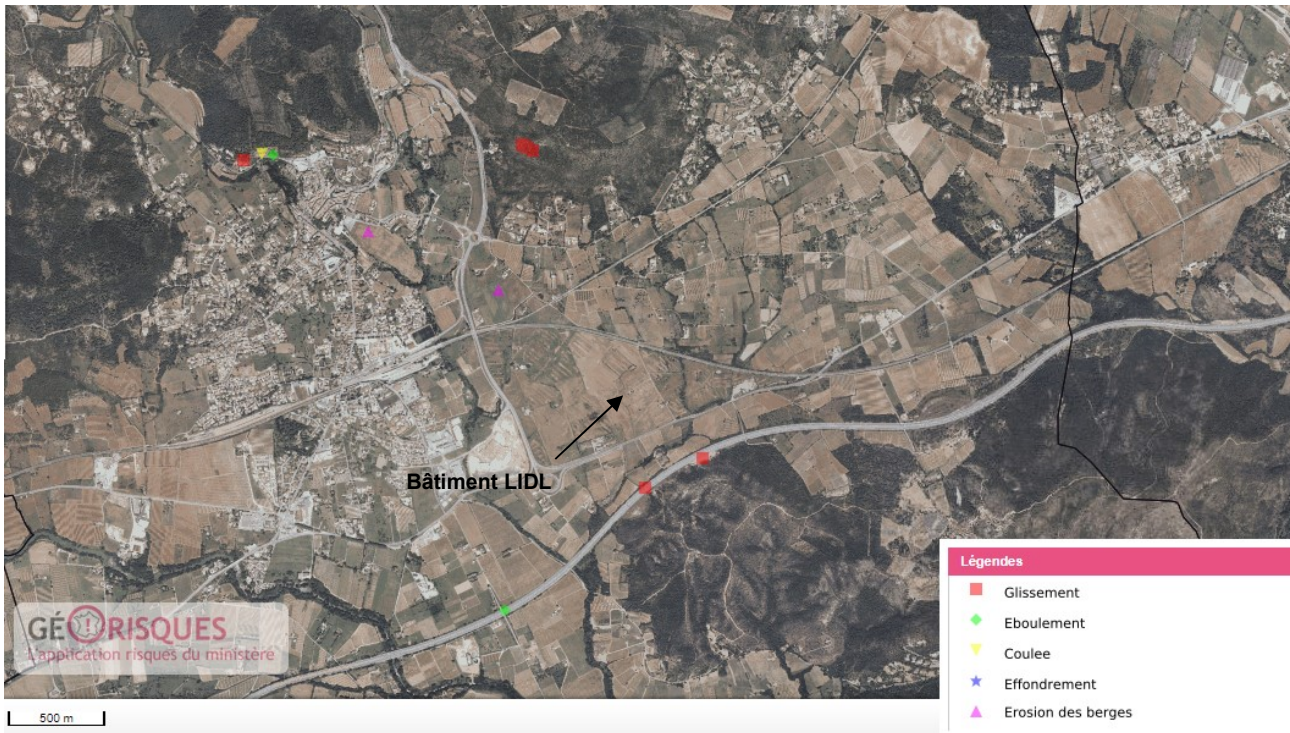 Bâtiment LIDL
GÉORISQUES
L'application risques du ministère
500 m
Légendes
Glissement
Eboulement
Coulee
Effondrement
Erosion des berges